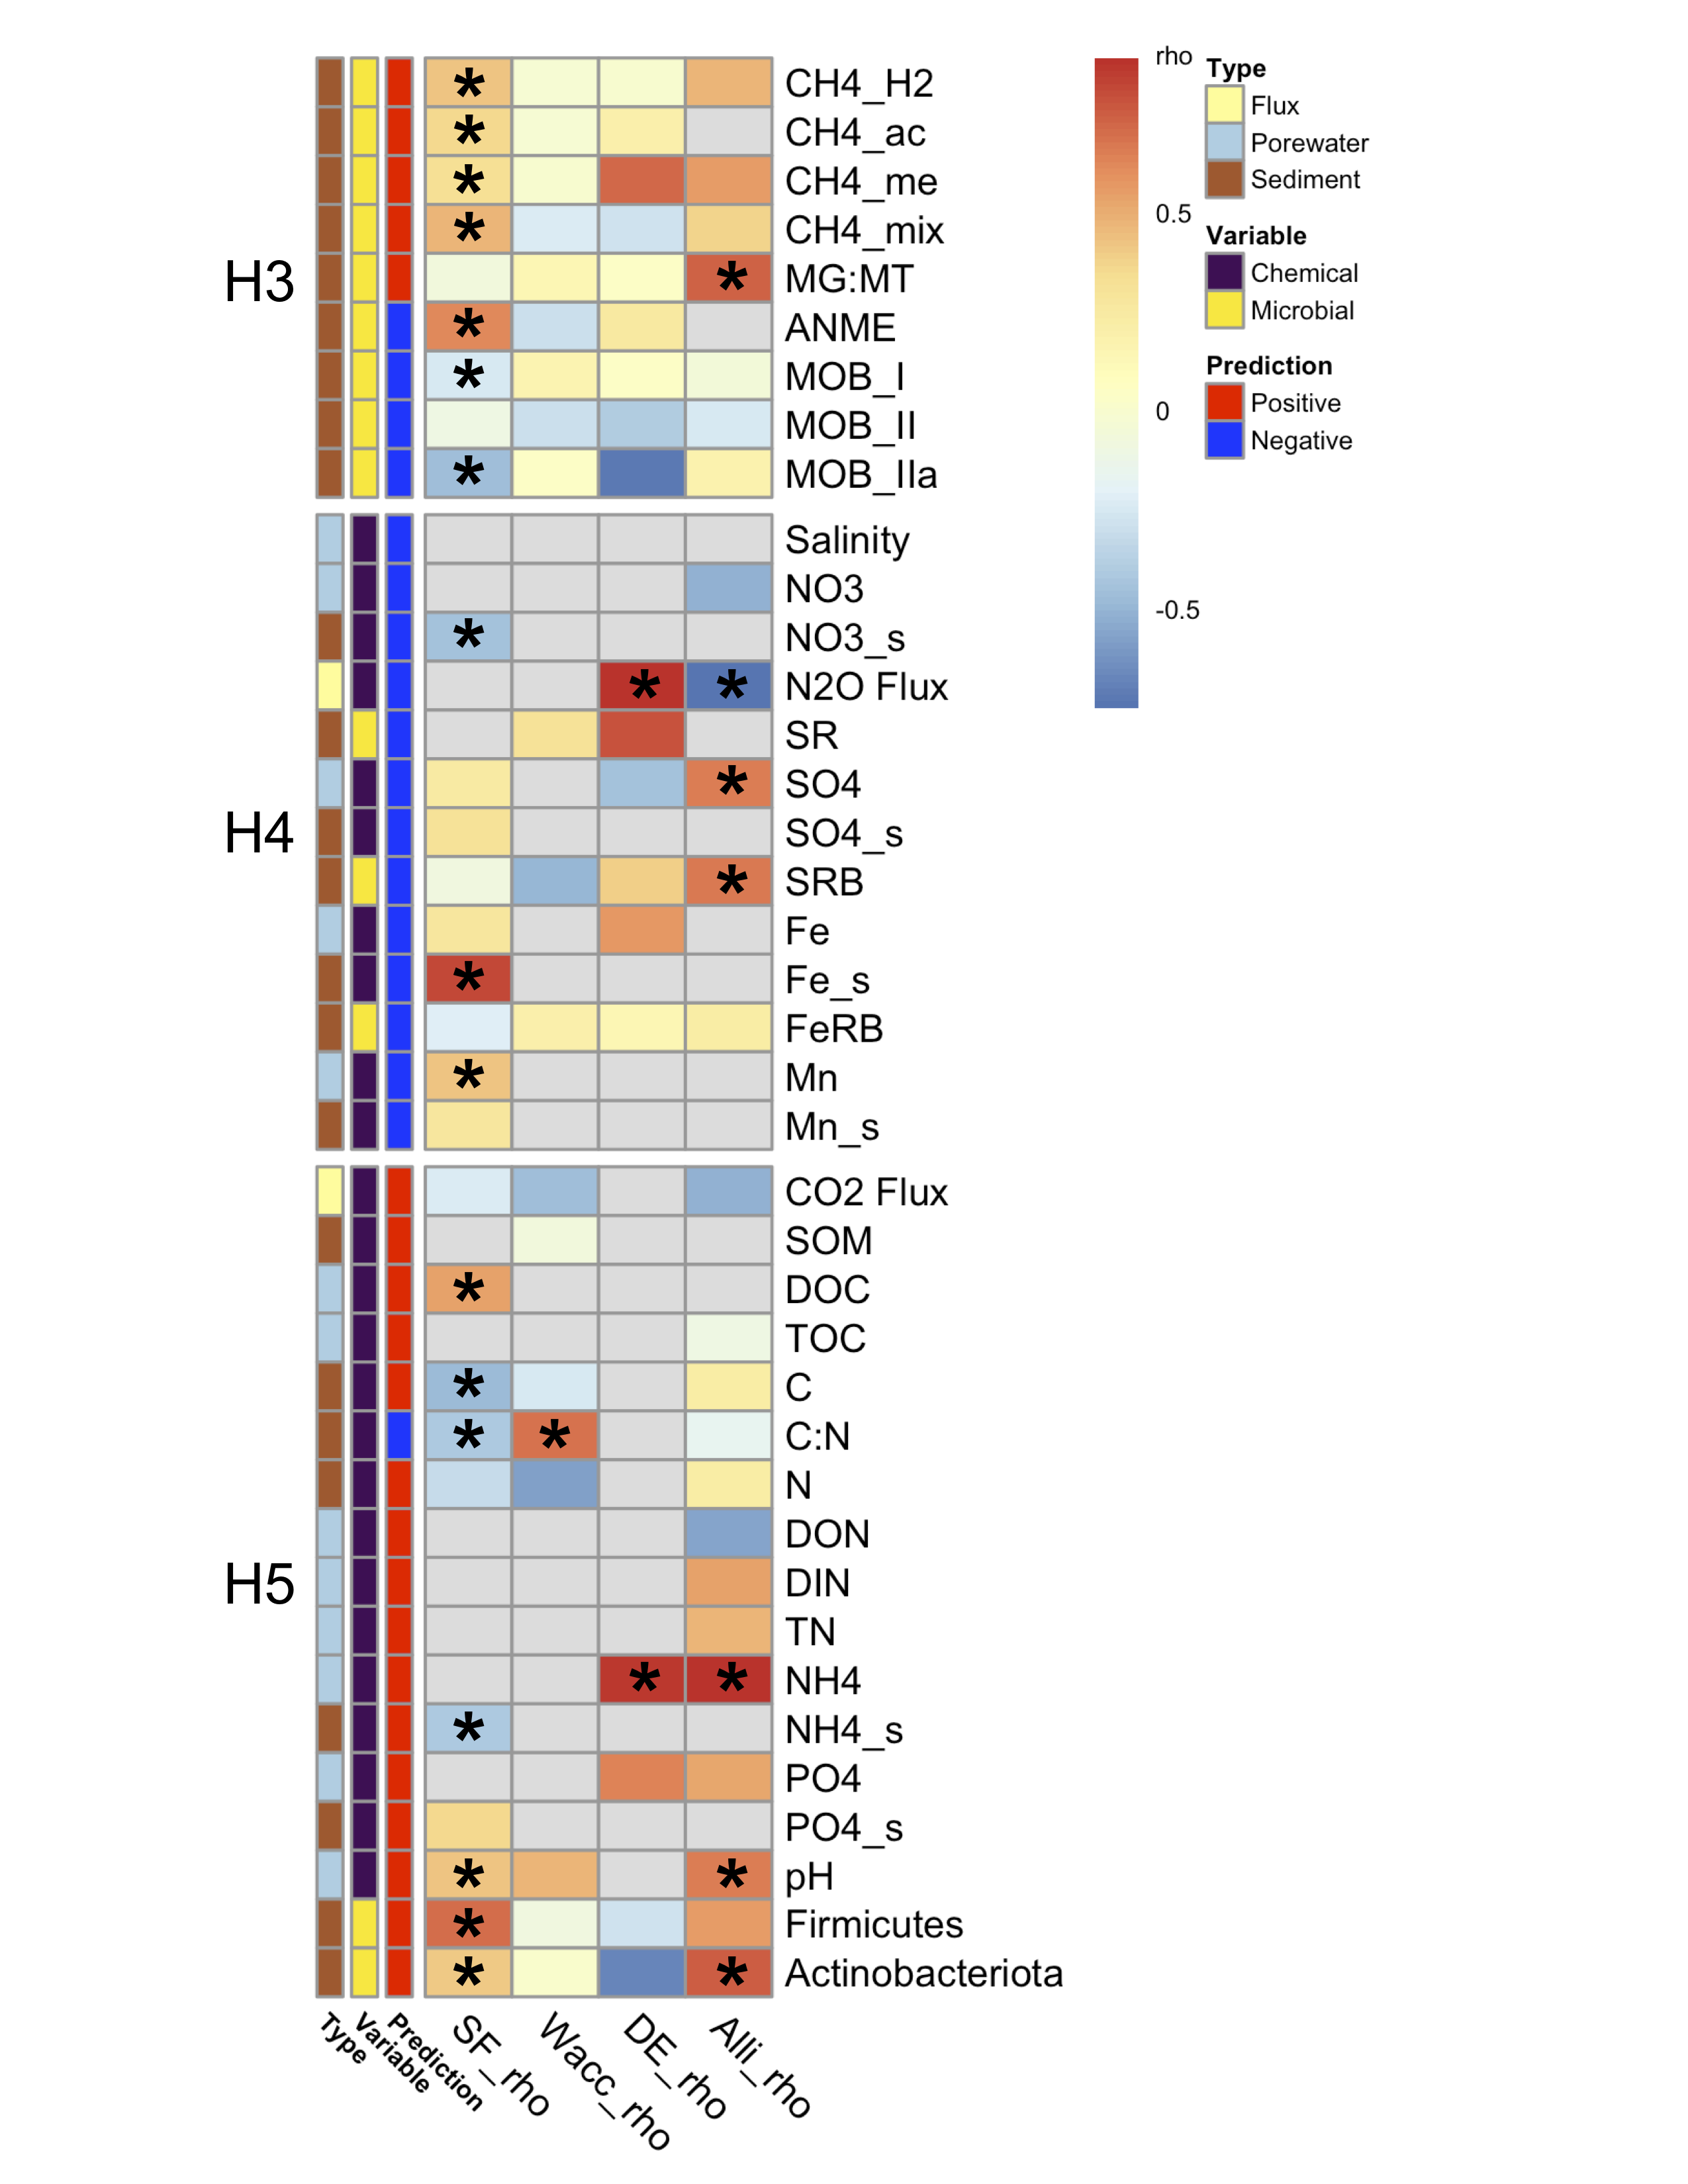 H3
CH4_H2
CH4_ac
CH4_me
CH4_mix
MG:MT
ANME
MOB_I
MOB_II
MOB_IIa
H4
Salinity
NO3
NO3_s
N2O Flux
SR
SO4
SO4_s
SRB
Fe
Fe_s
FeRB
Mn
Mn_s
H5
CO2 Flux
SOM
DOC
TOC
C
C:N
N
DON
DIN
TN
NH4
NH4_s
PO4
PO4_s
pH
Firmicutes
Actinobacteriota
Type
Variable
Prediction
SF_rho
Wacc_rho
DE_rho
Alli_rho
rho
0.5
0
-0.5
Type
Flux
Porewater
Sediment
Variable
Chemical
Microbial
Prediction
Positive
Negative